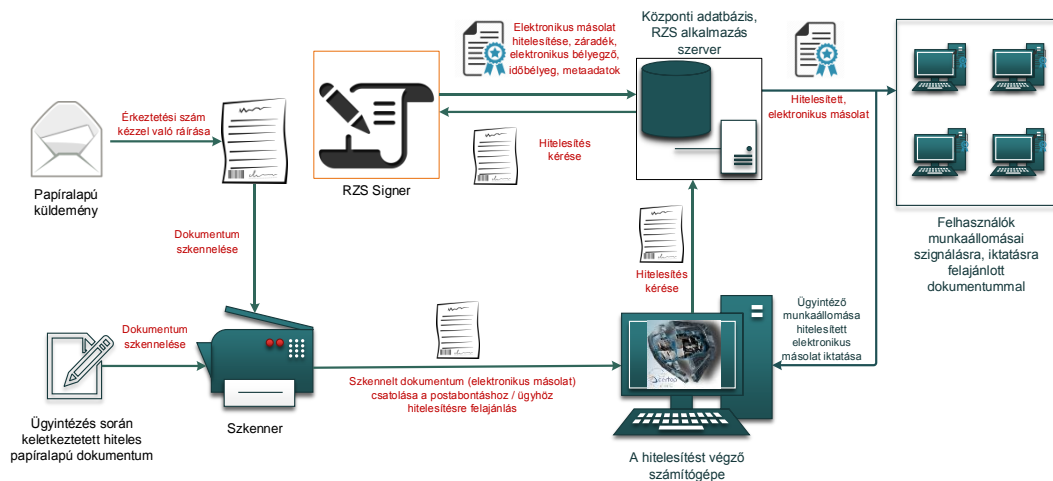 Elektronikus másolat
hitelesítése, záradék,
elektronikus bélyegző,
időbélyeg, metaadatok
Központi adatbázis,
RZS alkalmazás
szerver
Érkeztetési szám
kézzel való ráírása
Hitelesítés
kérése
Hitelesített,
elektronikus másolat
Papíralapú
küldemény
RZS Signer
Dokumentum
szkennelése
Hitelesítés
kérése
Felhasználók
munkaállomásai
szignálásra, iktatásra
felajánlott
dokumentummal
Dokumentum
szkennelése
Ügyintéző
munkaállomása
hitelesített
elektronikus
másolat iktatása
certop
Szkennelt dokumentum (elektronikus másolat)
csatolása a postabontáshoz / ügyhöz
hitelesítésre felajánlás
Ügyintézés során
keletkeztetett hiteles
papíralapú dokumentum
Szkenner
A hitelesítést végző
számítógépe